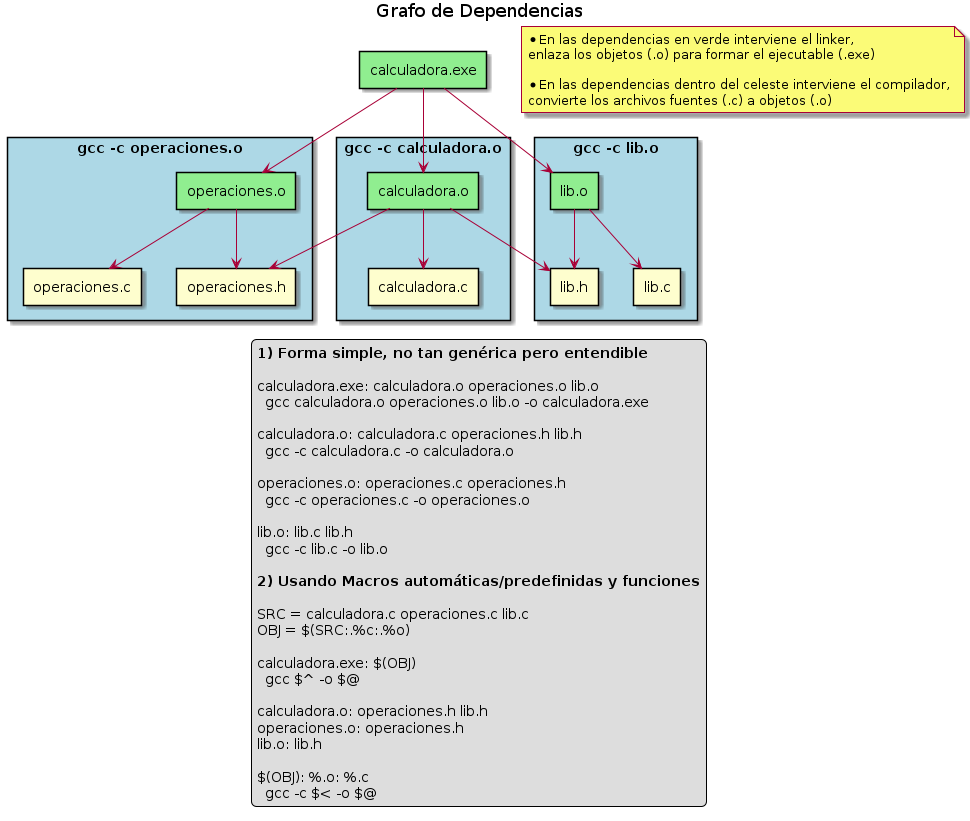 Grafo de Dependencias
•En las dependencias en verde interviene el linker,
enlaza los objetos (.o) para formar el ejecutable (.exe)
•En las dependencias dentro del celeste interviene el compilador,
convierte los archivos fuentes (.c) a objetos (.o)
calculadora.exe
gcc -c operaciones.o
gcc -c calculadora.o
gcc -c lib.o
operaciones.o
calculadora.o
lib.o
operaciones.c
operaciones.h
calculadora.c
lib.h
lib.c
1) Forma simple, no tan genérica pero entendible
calculadora.exe: calculadora.o operaciones.o lib.o
gcc calculadora.o operaciones.o lib.o -o calculadora.exe
calculadora.o: calculadora.c operaciones.h lib.h
gcc -c calculadora.c -o calculadora.o
operaciones.o: operaciones.c operaciones.h
gcc -c operaciones.c -o operaciones.o
lib.o: lib.c lib.h
gcc -c lib.c -o lib.o
2) Usando Macros automáticas/predefinidas y funciones
SRC = calculadora.c operaciones.c lib.c
OBJ = $(SRC:.%c:.%o)
calculadora.exe: $(OBJ)
gcc $^ -o $@
calculadora.o: operaciones.h lib.h
operaciones.o: operaciones.h
lib.o: lib.h
$(OBJ): %.o: %.c
gcc -c $< -o $@